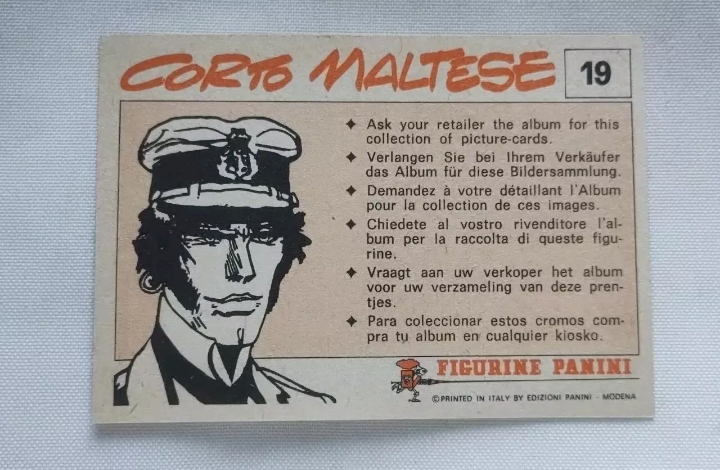 CORTO MALTESE
19
✦ Ask your retailer the album for this
collection of picture-cards.
✦ Verlangen Sie bei Ihrem Verkäufer
das Album für diese Bildersammlung.
✦ Demandez à votre détaillant l'Album
pour la collection de ces images.
✦ Chiedete al vostro rivenditore l'al-
bum per la raccolta di queste figu-
rine.
✦ Vraagt aan uw verkoper het album
voor uw verzameling van deze pren-
tjes.
✦ Para coleccionar estos cromos com-
pra tu album en cualquier kiosko.
FIGURINE PANINI
©PRINTED IN ITALY BY EDIZIONI PANINI - MODENA